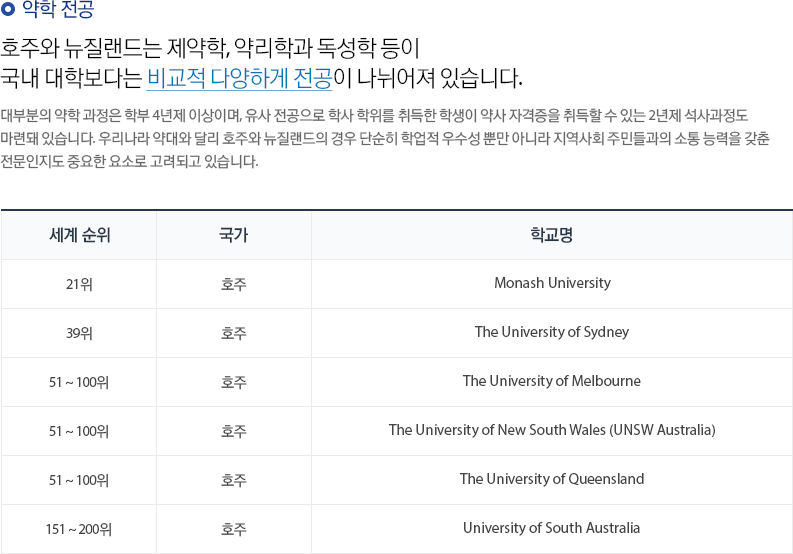 약학 전공
호주와 뉴질랜드는 제약학, 약리학과 독성학 등이
국내 대학보다는 비교적 다양하게 전공이 나뉘어져 있습니다.
대부분의 약학 과정은 학부 4년제 이상이며, 유사 전공으로 학사 학위를 취득한 학생이 약사 자격증을 취득할 수 있는 2년제 석사과정도
마련돼 있습니다. 우리나라 약대와 달리 호주와 뉴질랜드의 경우 단순히 학업적 우수성 뿐만 아니라 지역사회 주민들과의 소통 능력을 갖춘
전문인지도 중요한 요소로 고려되고 있습니다.
세계 순위 국가 학교명
21위 호주 Monash University
39위 호주 The University of Sydney
51 ~ 100위 호주 The University of Melbourne
51 ~ 100위 호주 The University of New South Wales (UNSW Australia)
51 ~ 100위 호주 The University of Queensland
151 ~ 200위 호주 University of South Australia